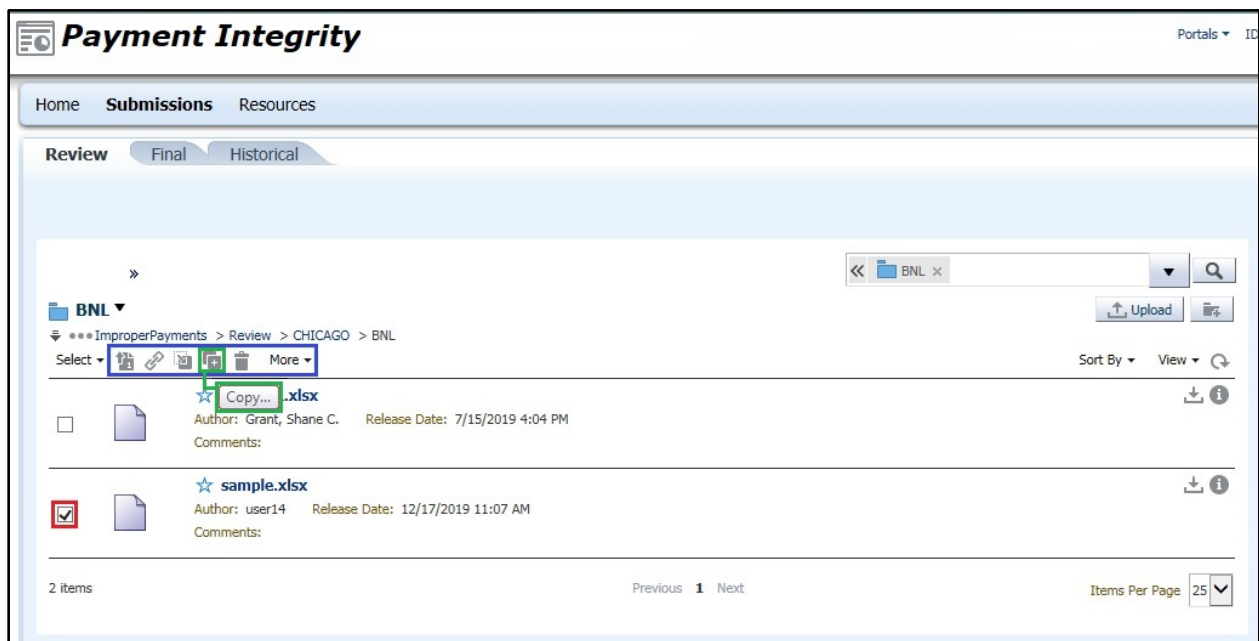 Payment Integrity
Portals ID
Home Submissions Resources
Review Final Historical
» « BNL ×
BNL Upload
ImproperPayments > Review > CHICAGO > BNL
Select More Sort By View
Copy... .xlsx
Author: Grant, Shane C. Release Date: 7/15/2019 4:04 PM
Comments:
sample.xlsx
Author: user14 Release Date: 12/17/2019 11:07 AM
Comments:
2 items Previous 1 Next Items Per Page 25